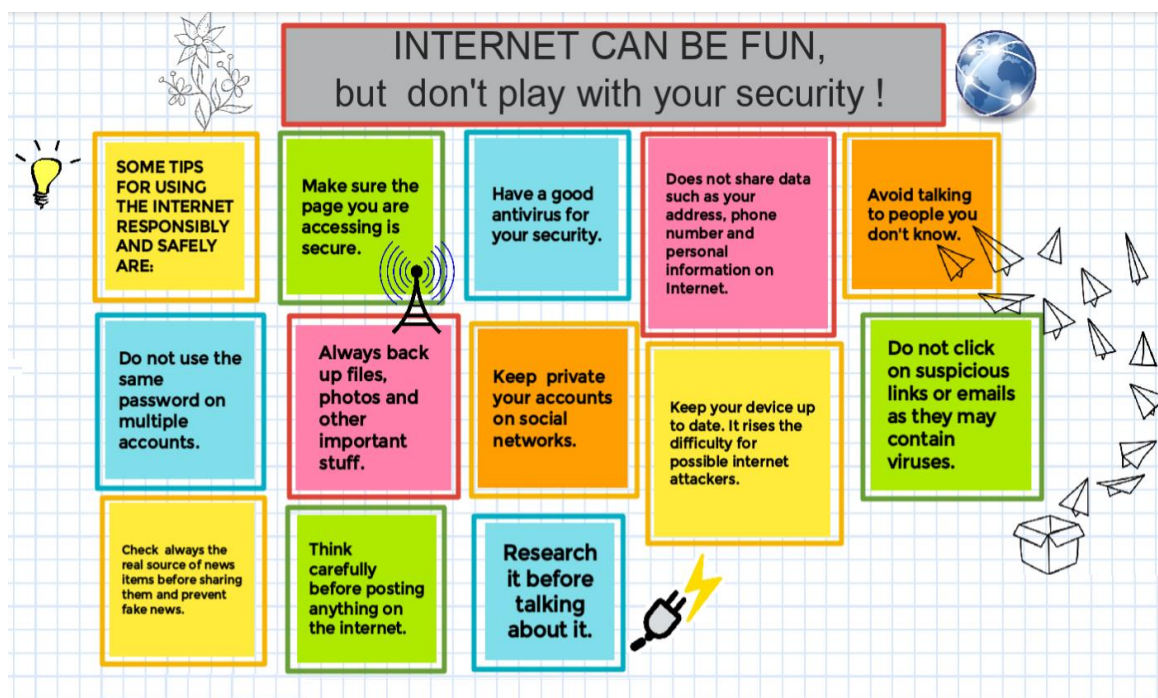 INTERNET CAN BE FUN,
but don't play with your security !
SOME TIPS
FOR USING
THE INTERNET
RESPONSIBLY
AND SAFELY
ARE:
Make sure the
page you are
accessing is
secure.
Have a good
antivirus for
your security.
Does not share data
such as your
address, phone
number and
personal
information on
Internet.
Avoid talking
to people you
don't know.
Do not use the
same
password on
multiple
accounts.
Always back
up files,
photos and
other
important
stuff.
Keep private
your accounts
on social
networks.
Keep your device up
to date. It rises the
difficulty for
possible internet
attackers.
Do not click
on suspicious
links or emails
as they may
contain
viruses.
Check always the
real source of news
items before sharing
them and prevent
fake news.
Think
carefully
before posting
anything on
the internet.
Research
it before
talking
about it.